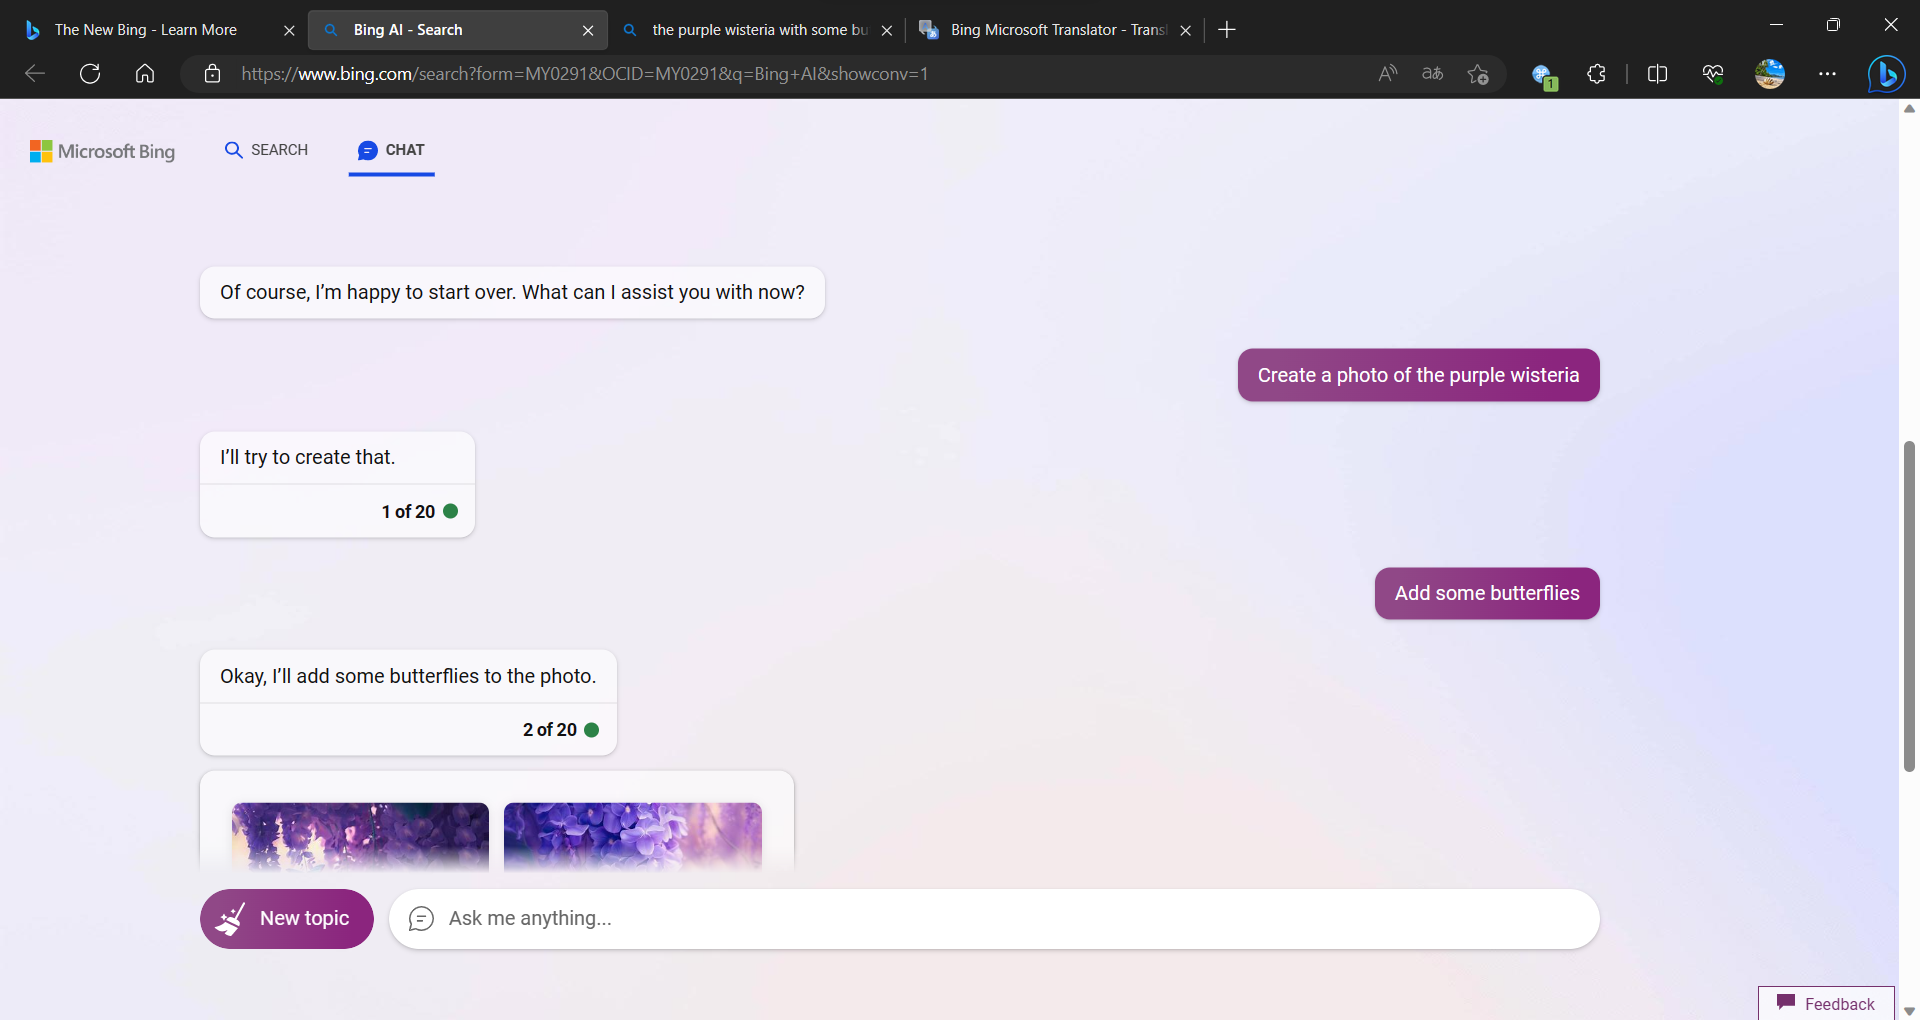 The New Bing - Learn More
Bing AI - Search
the purple wisteria with some bu
Bing Microsoft Translator - Trans
https://www.bing.com/search?form=MY0291&OCID=MY0291&q=Bing+AI&showconv=1
1
Microsoft Bing
SEARCH
CHAT
Of course, I’m happy to start over. What can I assist you with now?
Create a photo of the purple wisteria
I’ll try to create that.
1 of 20
Add some butterflies
Okay, I’ll add some butterflies to the photo.
2 of 20
New topic
Ask me anything...
Feedback